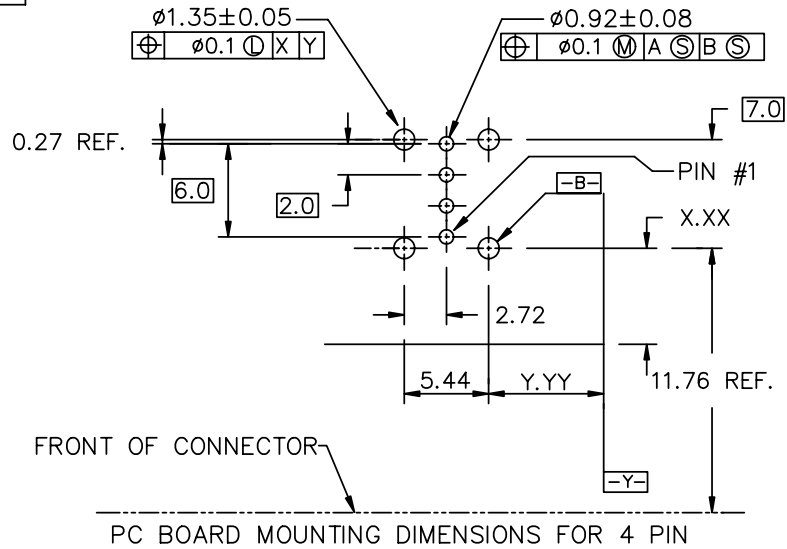 ø1.35±0.05
ø0.1 Ⓛ X Y
ø0.92±0.08
ø0.1 Ⓜ A Ⓢ B Ⓢ
7.0
0.27 REF.
6.0
2.0
PIN #1
-B-
X.XX
2.72
5.44
Y.YY
11.76 REF.
FRONT OF CONNECTOR
-Y-
PC BOARD MOUNTING DIMENSIONS FOR 4 PIN